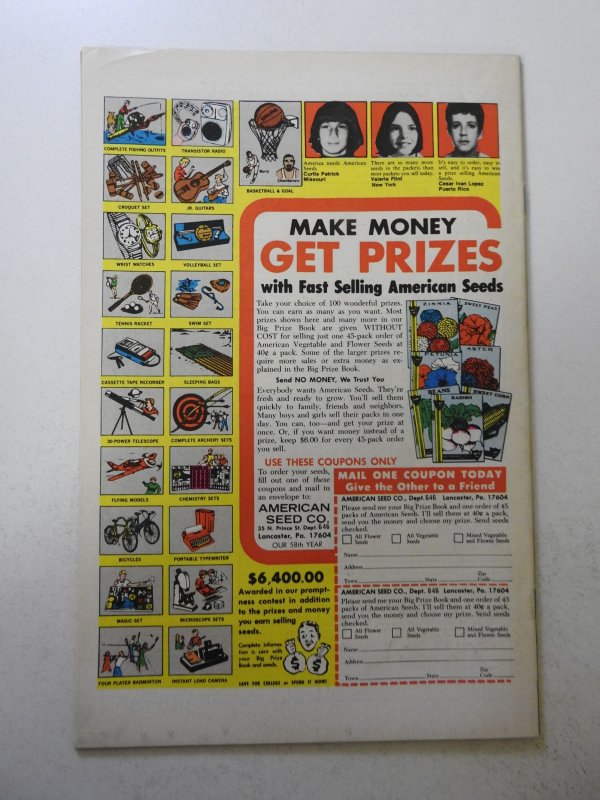 COMPLETE FISHING OUTFITS
TRANSISTOR RADIO
BASKETBALL & GOAL
Chamberlain
America needs American
Seeds
Curtis Patrick
Missouri
There are so many more
seeds in the packets than
most packets you sell today.
Valerie Flini
New York
It's easy to order, easy to
sell, and it's easy to win
a prize selling American
Seeds.
Cesar Ivan Lopez
Puerto Rico
CROQUET SET
JR. GUITARS
WRIST WATCHES
VOLLEYBALL SET
TENNIS RACKET
SWIM SET
CASSETTE TAPE RECORDER
SLEEPING BAGS
30 POWER TELESCOPE
COMPLETE ARCHERY SETS
FLYING MODELS
CHEMISTRY SETS
BICYCLES
PORTABLE TYPEWRITER
MAGIC SET
MICROSCOPE SETS
FOUR PLAYER BADMINTON
INSTANT LOAD CAMERA
MAKE MONEY
GET PRIZES
with Fast Selling American Seeds
Take your choice of 100 wonderful prizes.
You can earn as many as you want. Most
prizes shown here and many more in our
Big Prize Book are given WITHOUT
COST for selling just one 45-pack order of
American Vegetable and Flower Seeds at
40¢ a pack. Some of the larger prizes re-
quire more sales or extra money as ex-
plained in the Big Prize Book.
Send NO MONEY, We Trust You
Everybody wants American Seeds. They're
fresh and ready to grow. You'll sell them
quickly to family, friends and neighbors.
Many boys and girls sell their packs in one
day. You can, too—and get your prize at
once. Or, if you want money instead of a
prize, keep $6.00 for every 45-pack order
you sell.
ZINNIA
SWEET PEAS
PETUNIA
ASTER
BEANS
RADISH
SWEET CORN
USE THESE COUPONS ONLY
To order your seeds,
fill out one of these
coupons and mail in
an envelope to:
AMERICAN
SEED CO.
35 N. Prince St. Dept. E46
Lancaster, Pa. 17604
OUR 58th YEAR
MAIL ONE COUPON TODAY
Give the Other to a Friend
AMERICAN SEED CO., Dept. E46 Lancaster, Pa. 17604
Please send me your Big Prize Book and one order of 45
packs of American Seeds. I'll sell them at 40¢ a pack,
send you the money and choose my prize. Send seeds
checked.
All Flower Seeds
All Vegetable Seeds
Mixed Vegetable and Flower Seeds
Name
Address
Town State Zip Code
AMERICAN SEED CO., Dept. E46 Lancaster, Pa. 17604
Please send me your Big Prize Book and one order of 45
packs of American Seeds. I'll sell them at 40¢ a pack,
send you the money and choose my prize. Send seeds
checked.
All Flower Seeds
All Vegetable Seeds
Mixed Vegetable and Flower Seeds
Name
Address
Town State Zip Code
$6,400.00
Awarded in our prompt-
ness contest in addition
to the prizes and money
you earn selling
seeds.
Complete informa-
tion is sent with
your Big Prize
Book and seeds.
$ $
SAVE FOR COLLEGE or SPEND IT NOW!